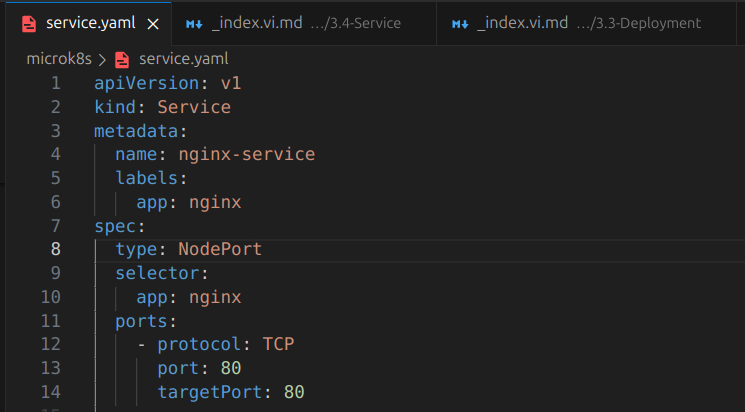 service.yaml × _index.vi.md .../3.4-Service _index.vi.md .../3.3-Deployment
microk8s > service.yaml
1 apiVersion: v1
2 kind: Service
3 metadata:
4   name: nginx-service
5   labels:
6     app: nginx
7 spec:
8   type: NodePort
9   selector:
10     app: nginx
11   ports:
12     - protocol: TCP
13       port: 80
14       targetPort: 80